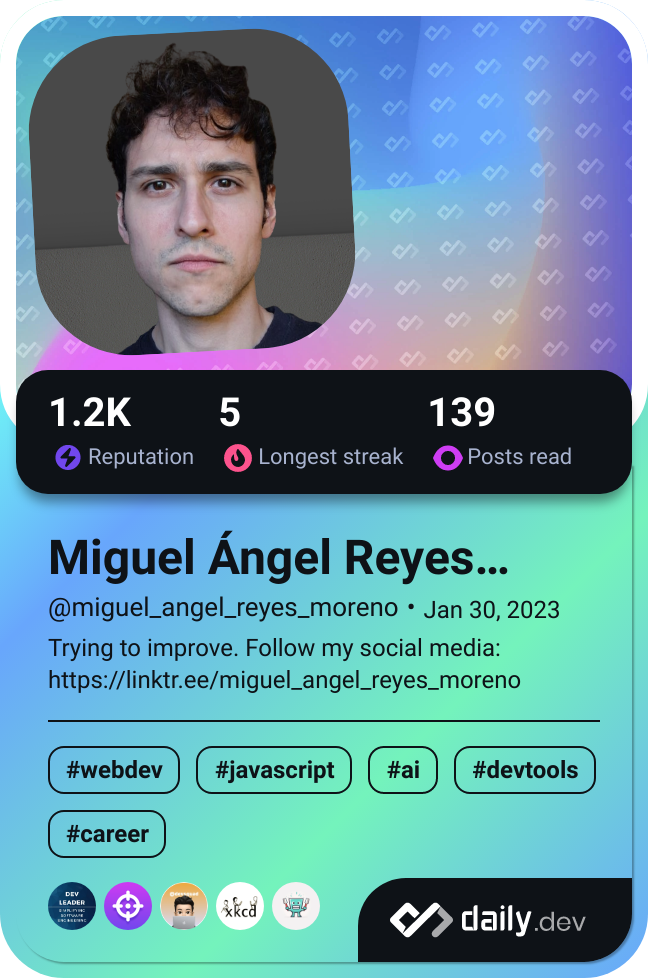 1.2K 5 139
Reputation Longest streak Posts read
Miguel Ángel Reyes...
@miguel_angel_reyes_moreno • Jan 30, 2023
Trying to improve. Follow my social media:
https://linktr.ee/miguel_angel_reyes_moreno
#webdev #javascript #ai #devtools
#career
DEV
LEADER
xkcd
daily.dev